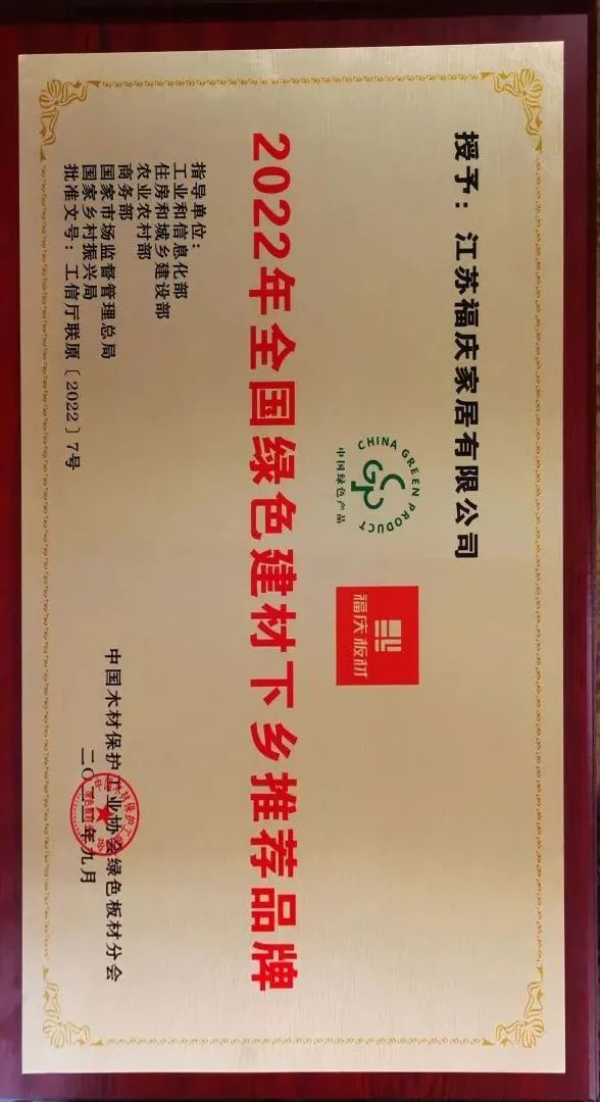 授予：江苏福庆家居有限公司
CHINA GREEN PRODUCT
CGP
中国绿色产品
福庆板材
2022年全国绿色建材下乡推荐品牌
指导单位：
工业和信息化部
住房和城乡建设部
农业农村部
商务部
国家市场监督管理总局
国家乡村振兴局
批准文号：工信厅联原〔2022〕7号
中国木材保护工业协会绿色板材分会
二〇二二年九月